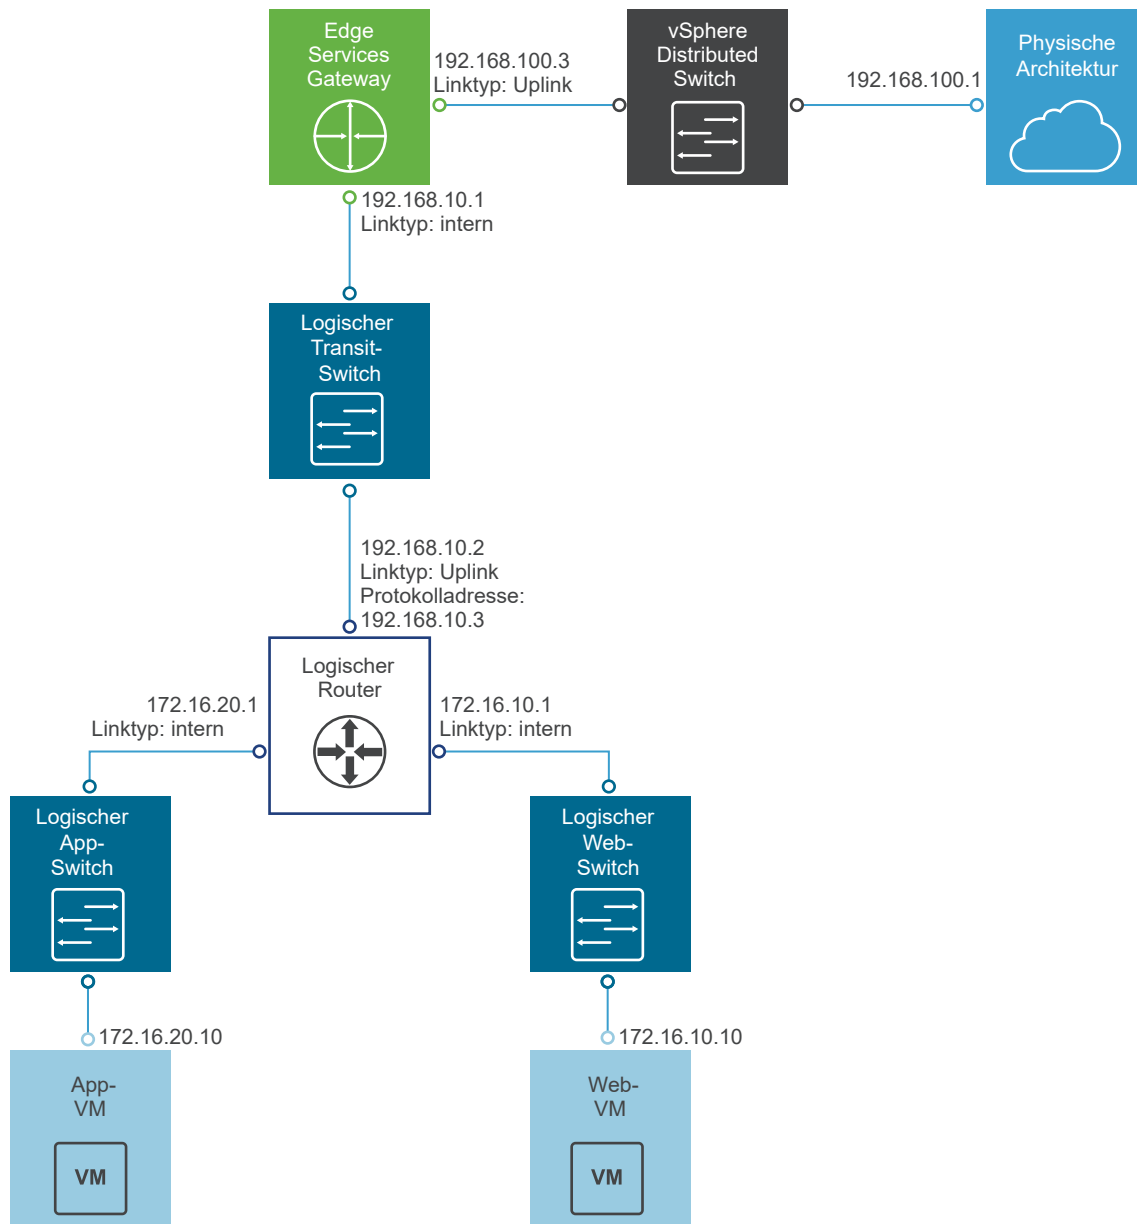 Edge
Services
Gateway
192.168.100.3
Linktyp: Uplink
vSphere
Distributed
Switch
192.168.100.1
Physische
Architektur
192.168.10.1
Linktyp: intern
Logischer
Transit-
Switch
192.168.10.2
Linktyp: Uplink
Protokolladresse:
192.168.10.3
Logischer
Router
172.16.20.1
Linktyp: intern
172.16.10.1
Linktyp: intern
Logischer
App-
Switch
Logischer
Web-
Switch
172.16.20.10
172.16.10.10
App-
VM
VM
Web-
VM
VM